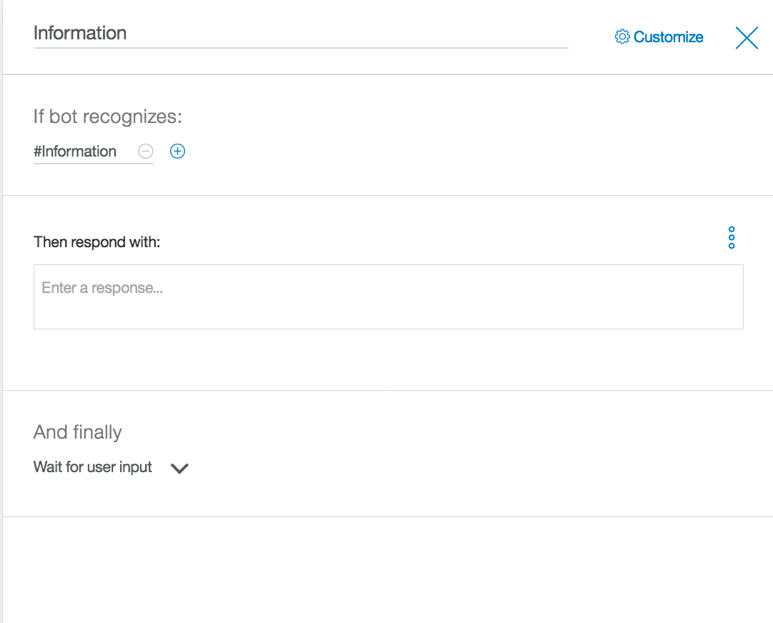 Information
Customize
If bot recognizes:
#Information
Then respond with:
Enter a response...
And finally
Wait for user input